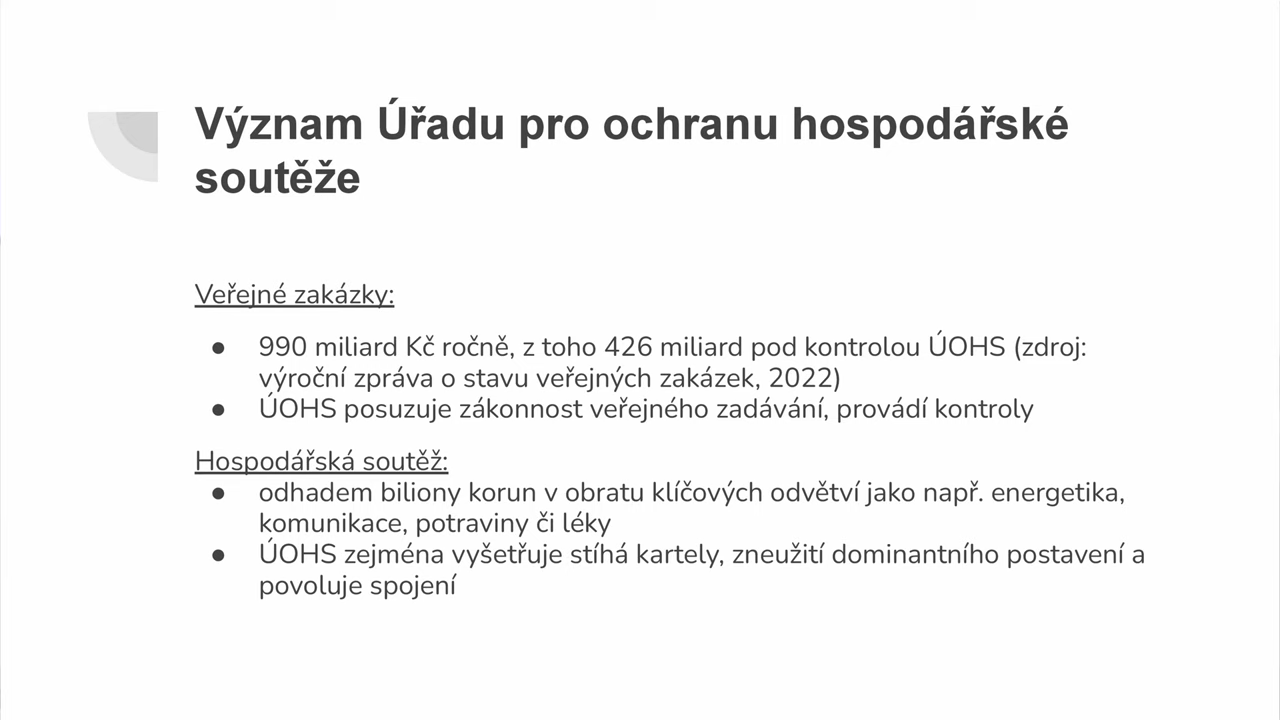 Význam Úřadu pro ochranu hospodářské
soutěže
Veřejné zakázky:
● 990 miliard Kč ročně, z toho 426 miliard pod kontrolou ÚOHS (zdroj:
výroční zpráva o stavu veřejných zakázek, 2022)
● ÚOHS posuzuje zákonnost veřejného zadávání, provádí kontroly
Hospodářská soutěž:
● odhadem biliony korun v obratu klíčových odvětví jako např. energetika,
komunikace, potraviny či léky
● ÚOHS zejména vyšetřuje stíhá kartely, zneužití dominantního postavení a
povoluje spojení